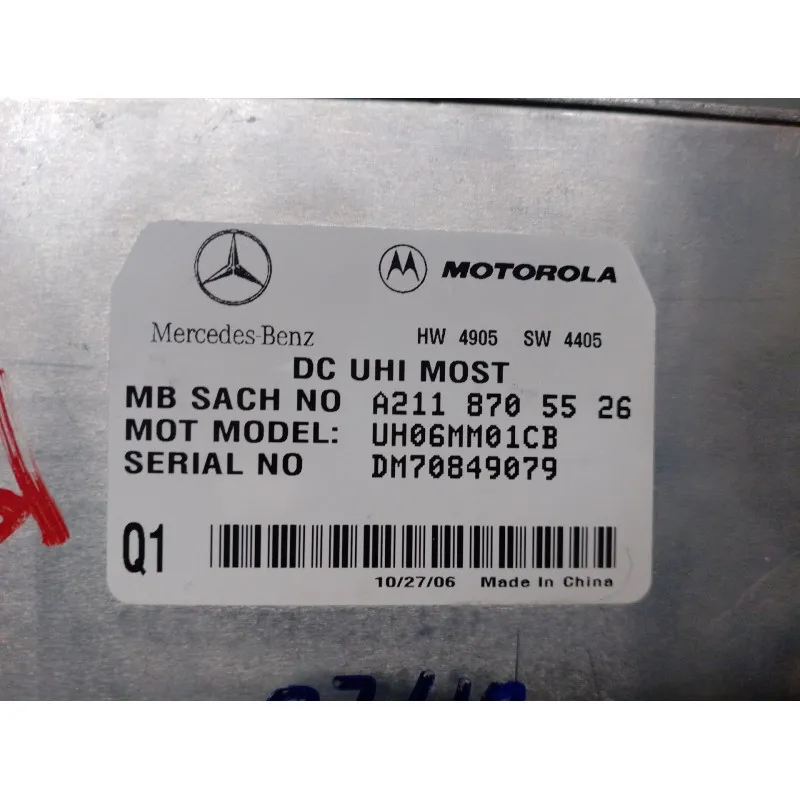 MOTOROLA
Mercedes-Benz HW 4905 SW 4405
DC UHI MOST
MB SACH NO A211 870 55 26
MOT MODEL: UH06MM01CB
SERIAL NO DM70849079
Q1
10/27/06 Made In China